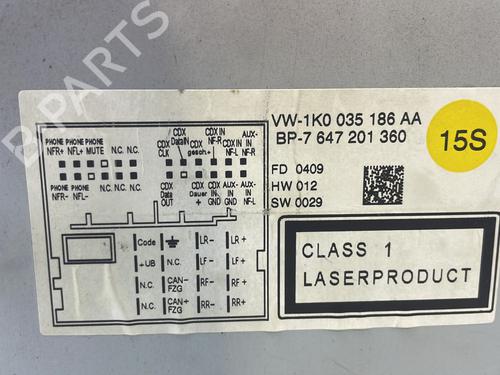 B-PARTS
VW-1K0 035 186 AA
BP-7 647 201 360
15S
FD 0409
HW 012
SW 0029
CLASS 1
LASERPRODUCT
PHONE PHONE PHONE
NFR+ NFL+ MUTE N.C. N.C.
CDX CLK
CDX DataIN
CDX gesch.+
CDX IN NF-R
CDX IN NF-L
AUX-IN NF-R
PHONE PHONE
NFR- NFL- N.C. N.C. N.C.
CDX Data OUT
CDX Dauer +
CDX IN GND
AUX-IN GND
AUX-IN NF-L
Code LR- LR+
+UB N.C. LF- LF+
N.C. CAN- FZG RF- RF+
N.C. CAN+ FZG RR- RR+